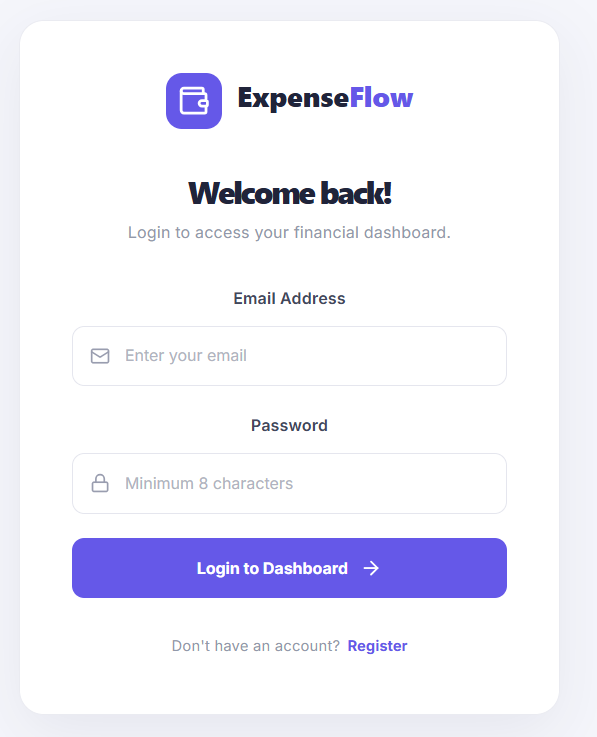 ExpenseFlow
Welcome back!
Login to access your financial dashboard.
Email Address
Enter your email
Password
Minimum 8 characters
Login to Dashboard
Don't have an account? Register